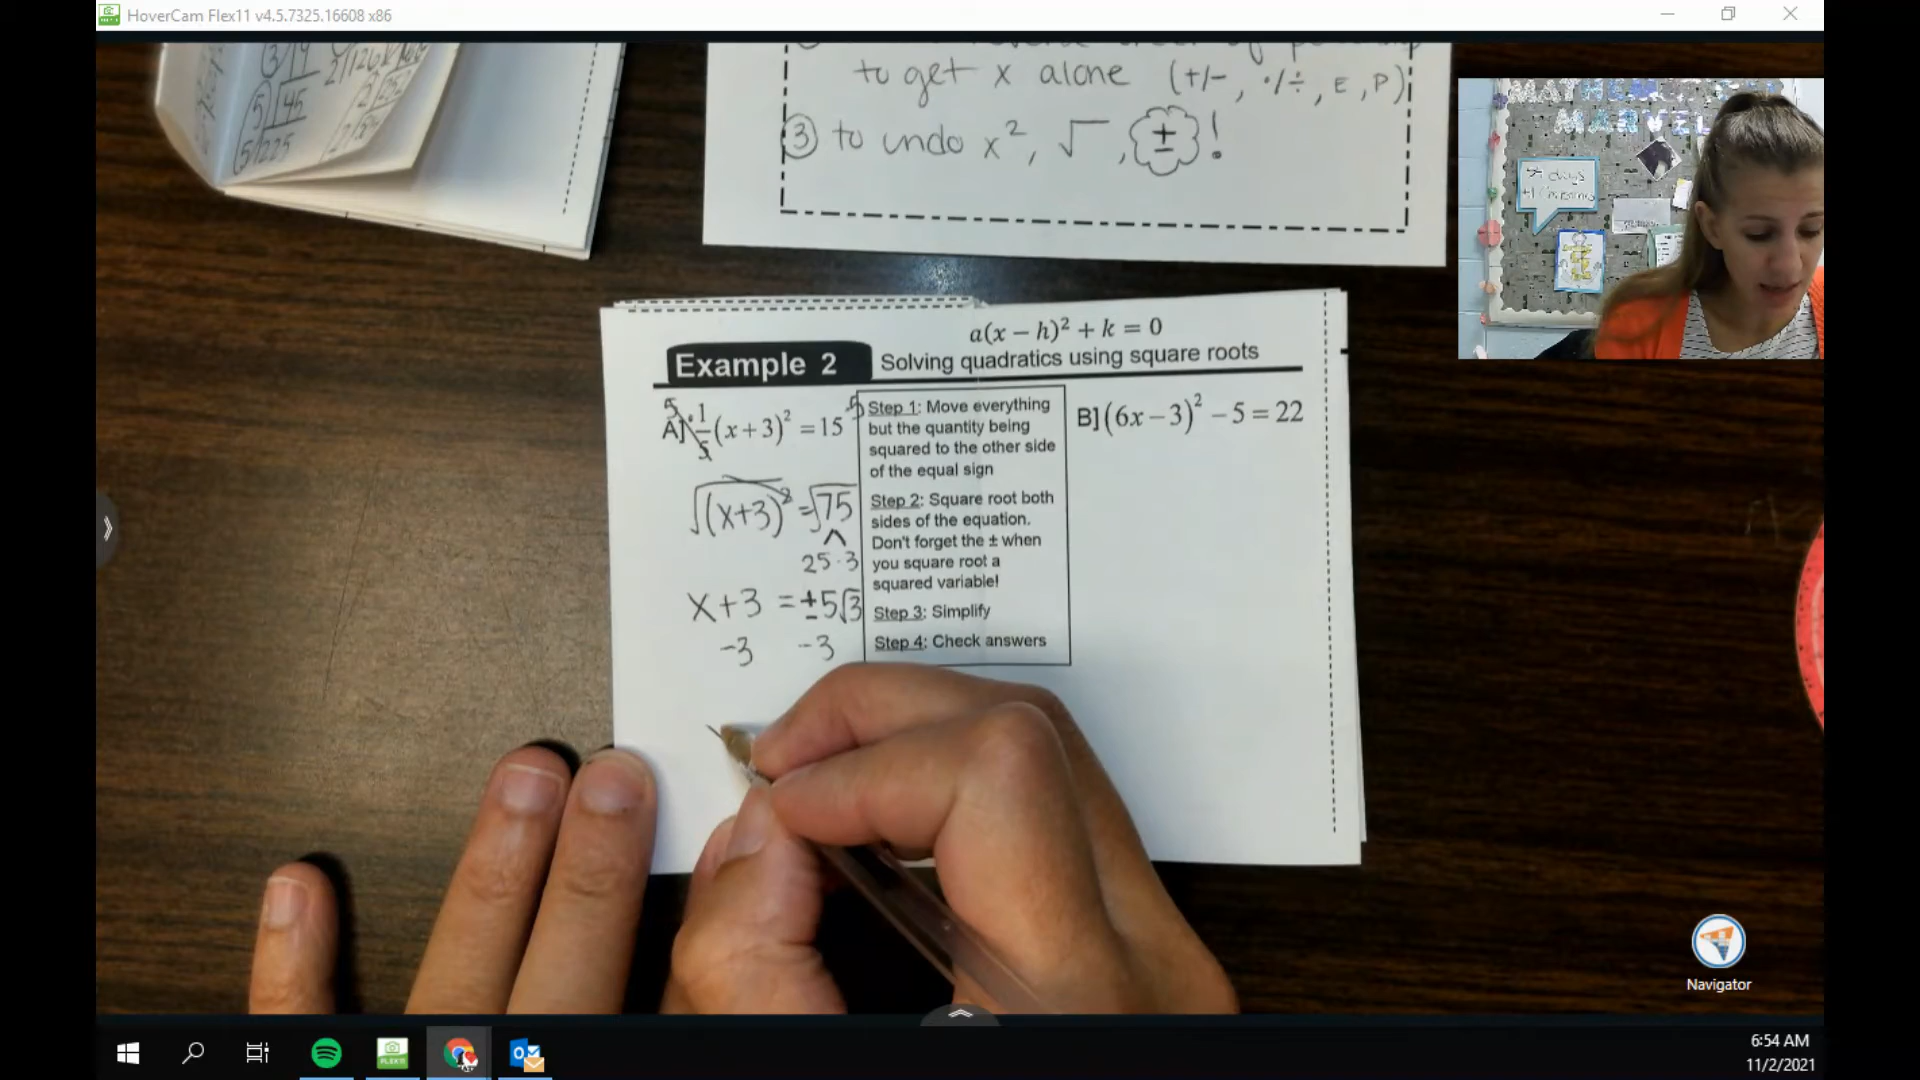 HoverCam Flex11 v4.5.7325.16608 x86
to get x alone (+/-, ·/÷, E, P)
③ to undo x², √, ±!
MARVEL
a(x − h)² + k = 0
Example 2 Solving quadratics using square roots
5 · A] 1/5 (x+3)² = 15 · 5
√(x+3)² = √75
25 · 3
x+3 = ±5√3
-3 -3
Step 1: Move everything
but the quantity being
squared to the other side
of the equal sign
Step 2: Square root both
sides of the equation.
Don't forget the ± when
you square root a
squared variable!
Step 3: Simplify
Step 4: Check answers
B] (6x−3)² − 5 = 22
Navigator
FLEX11
6:54 AM
11/2/2021